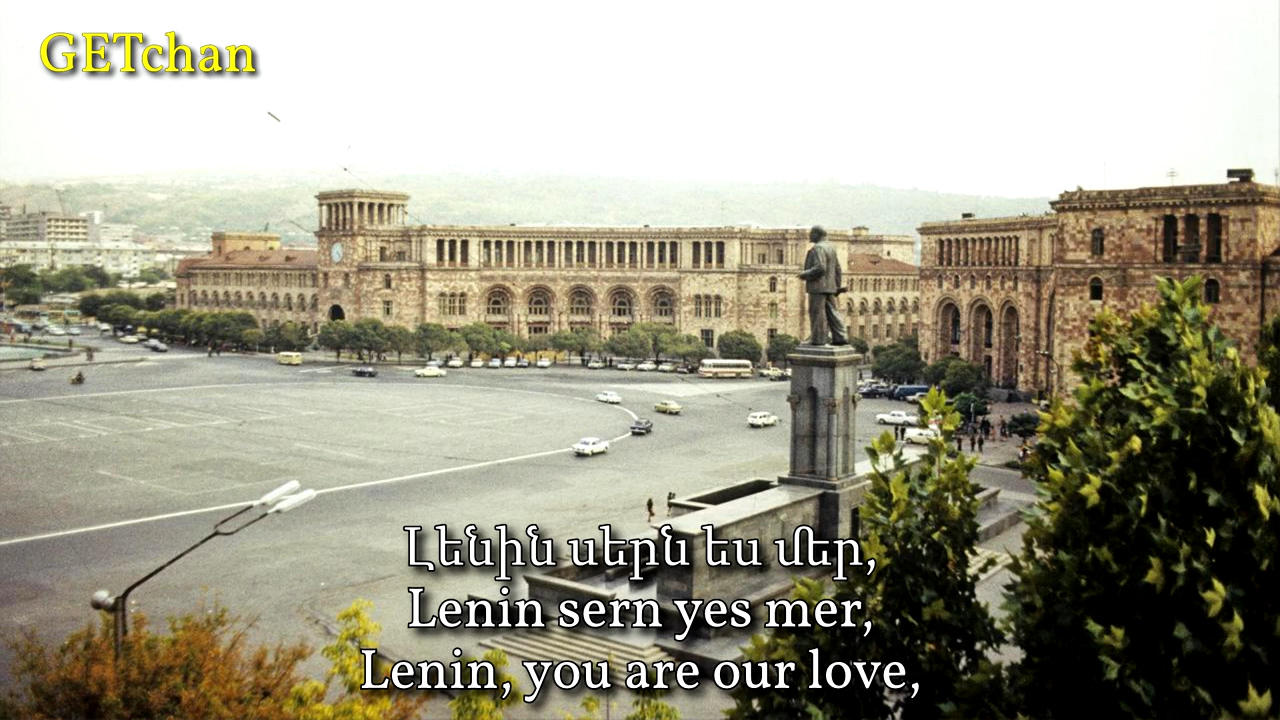 GETchan
Լենին սերն ես մեր,
Lenin sern yes mer,
Lenin, you are our love,